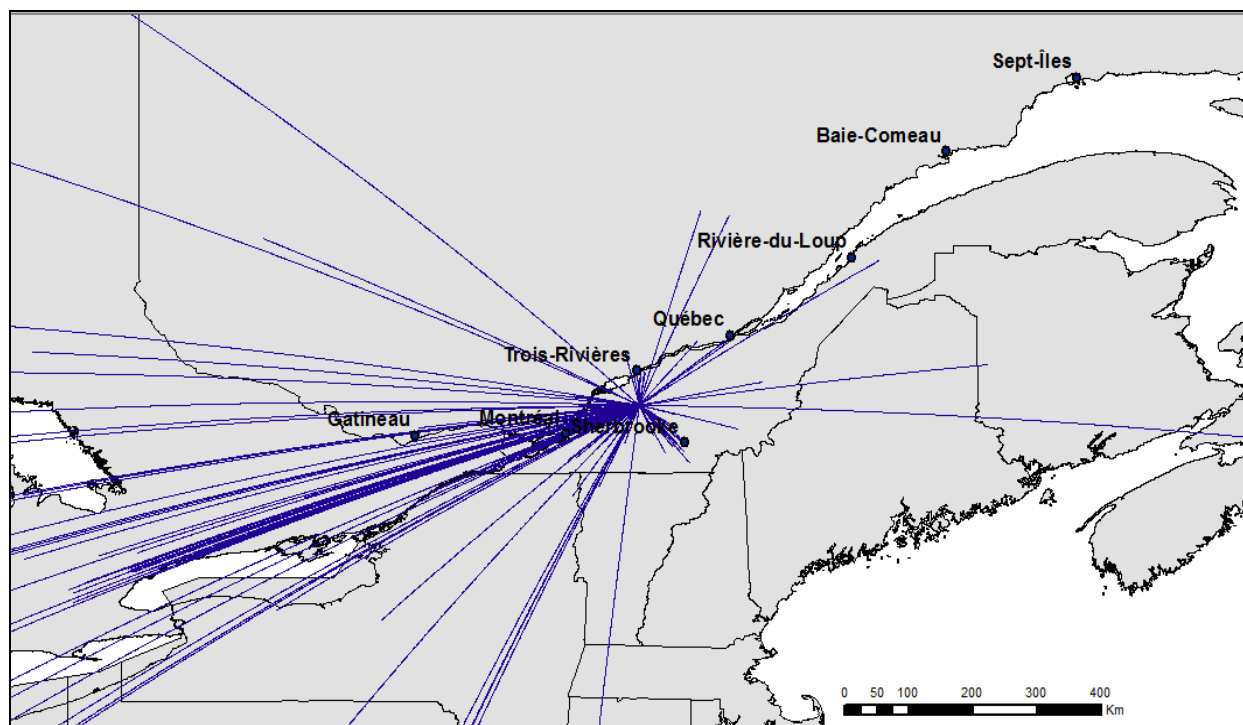 Sept-Îles
Baie-Comeau
Rivière-du-Loup
Québec
Trois-Rivières
Gatineau
Montréal
Sherbrooke
0 50 100 200 300 400
Km